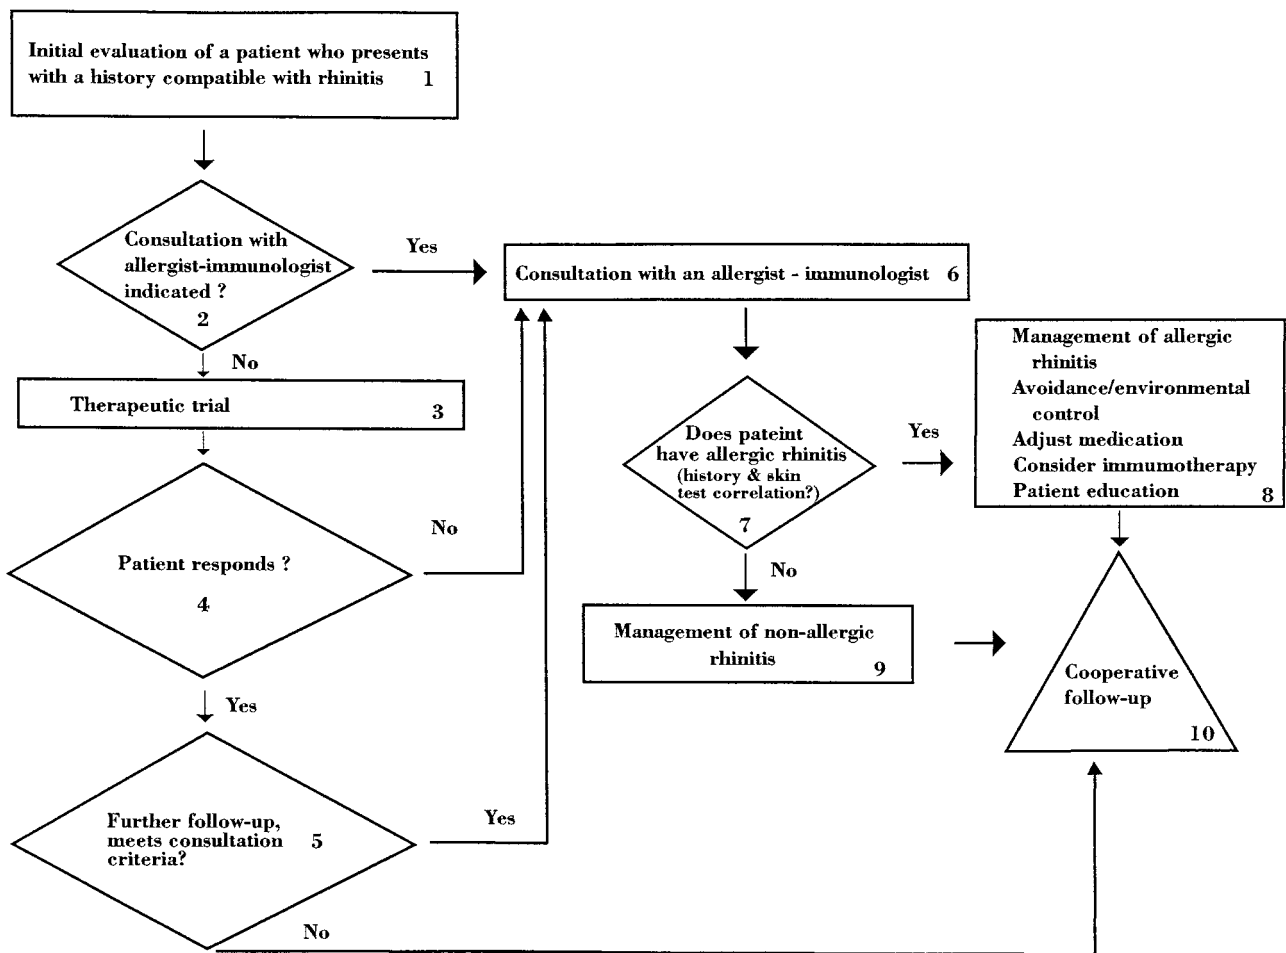 Initial evaluation of a patient who presents
with a history compatible with rhinitis 1
Consultation with
allergist-immunologist
indicated ?
2
Yes
No
Therapeutic trial 3
Patient responds ?
4
No
Yes
Further follow-up,
meets consultation 5
criteria?
Yes
No
Consultation with an allergist - immunologist 6
Does pateint
have allergic rhinitis
(history & skin
test correlation?)
7
Yes
No
Management of allergic
rhinitis
Avoidance/environmental
control
Adjust medication
Consider immumotherapy
Patient education 8
Management of non-allergic
rhinitis 9
Cooperative
follow-up
10